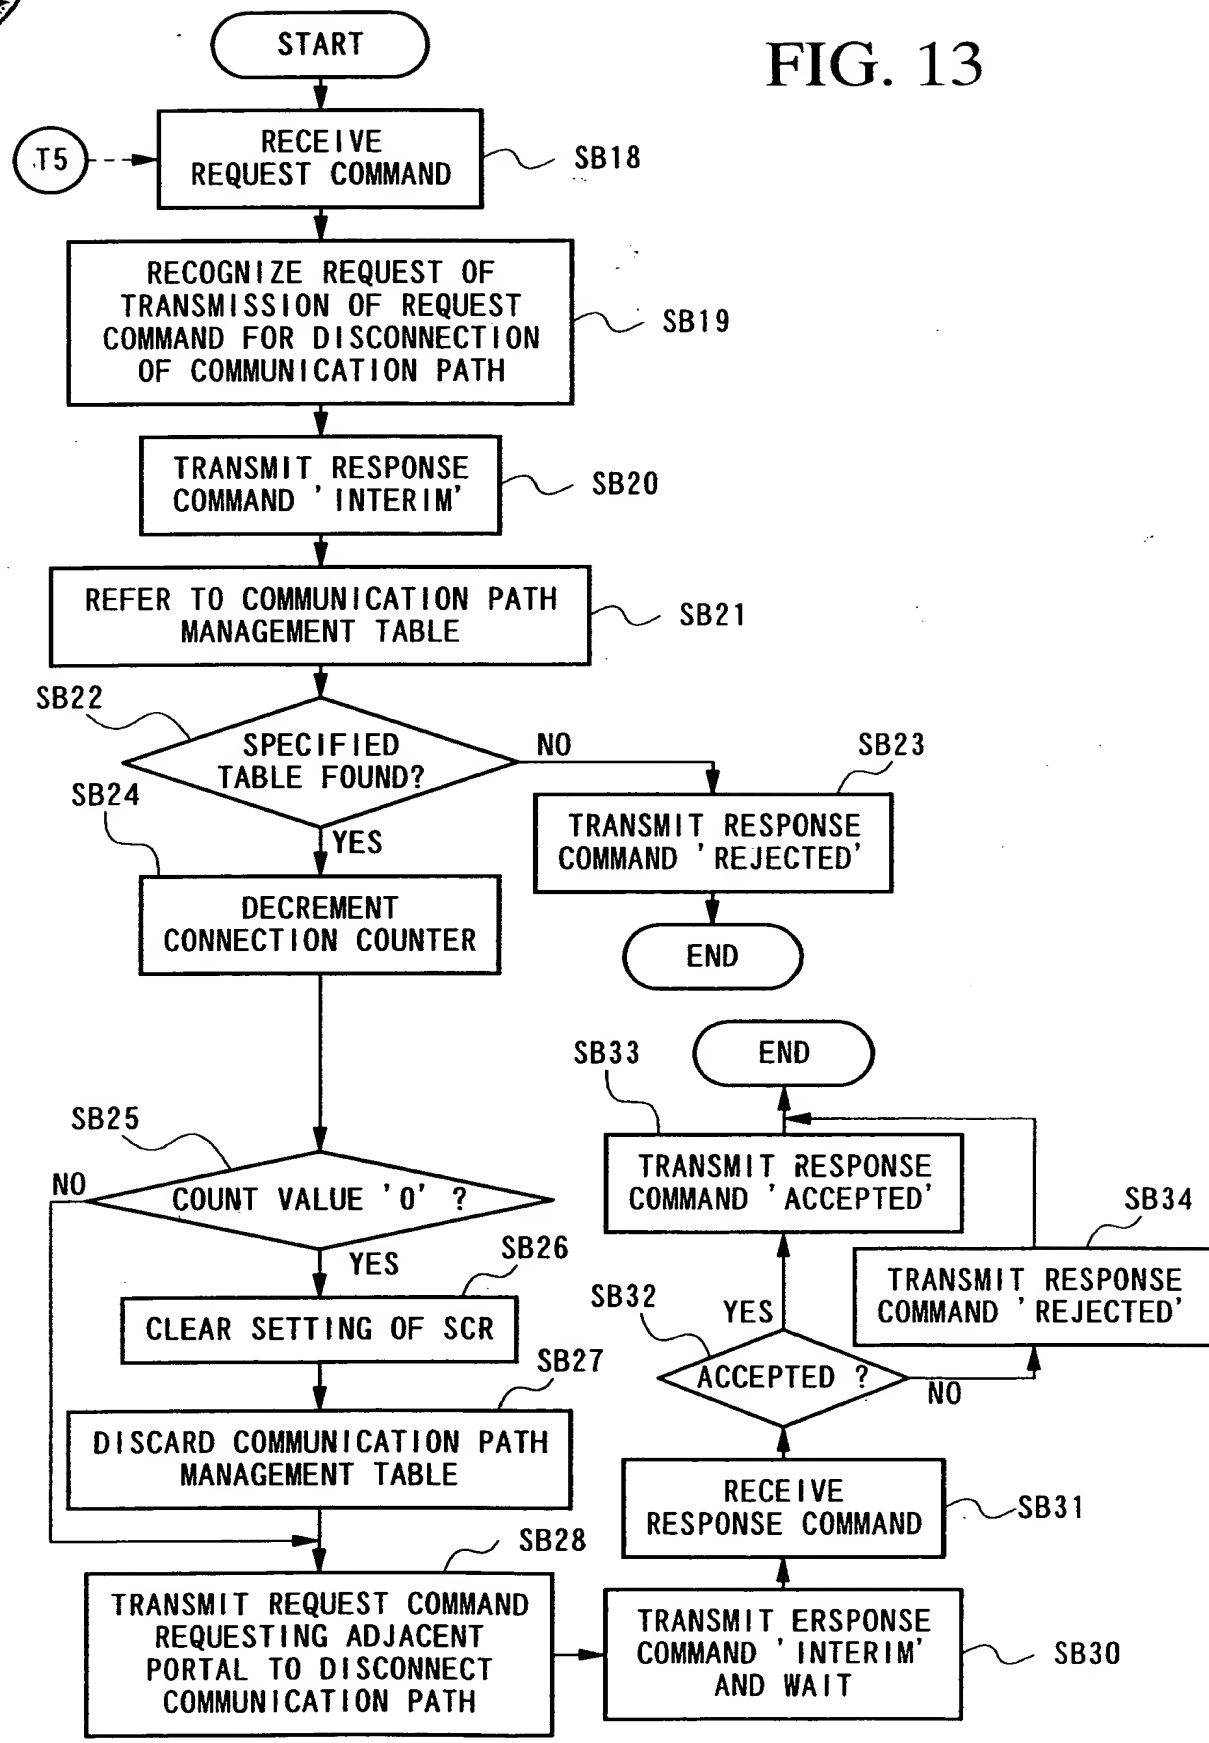 FIG. 13
START
T5
RECEIVE
REQUEST COMMAND
SB18
RECOGNIZE REQUEST OF
TRANSMISSION OF REQUEST
COMMAND FOR DISCONNECTION
OF COMMUNICATION PATH
SB19
TRANSMIT RESPONSE
COMMAND 'INTERIM'
SB20
REFER TO COMMUNICATION PATH
MANAGEMENT TABLE
SB21
SB22
SPECIFIED
TABLE FOUND?
NO
YES
SB23
TRANSMIT RESPONSE
COMMAND 'REJECTED'
END
SB24
DECREMENT
CONNECTION COUNTER
SB25
COUNT VALUE '0' ?
NO
YES
SB26
CLEAR SETTING OF SCR
SB27
DISCARD COMMUNICATION PATH
MANAGEMENT TABLE
SB28
TRANSMIT REQUEST COMMAND
REQUESTING ADJACENT
PORTAL TO DISCONNECT
COMMUNICATION PATH
TRANSMIT ERSPONSE
COMMAND 'INTERIM'
AND WAIT
SB30
RECEIVE
RESPONSE COMMAND
SB31
SB32
ACCEPTED ?
YES
NO
SB33
TRANSMIT RESPONSE
COMMAND 'ACCEPTED'
SB34
TRANSMIT RESPONSE
COMMAND 'REJECTED'
END